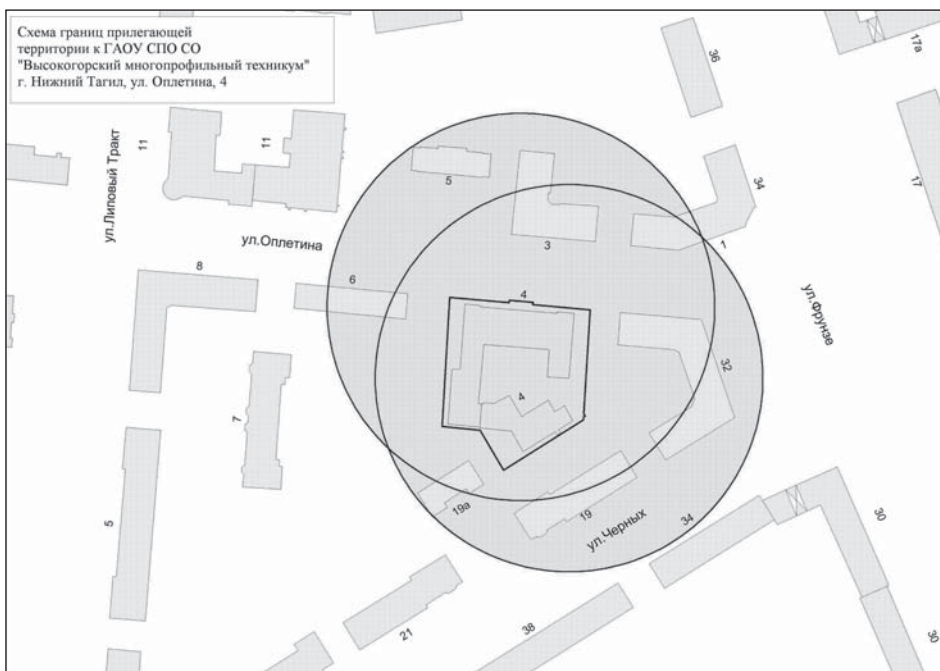 Схема границ прилегающей
территории к ГАОУ СПО СО
"Высокогорский многопрофильный техникум"
г. Нижний Тагил, ул. Оплетина, 4
36
17а
17
11
11
ул.Липовый Тракт
5
3
34
1
ул.Оплетина
8
6
4
ул.Фрунзе
32
7
4
5
19а
19
ул.Черных
34
30
21
38
30